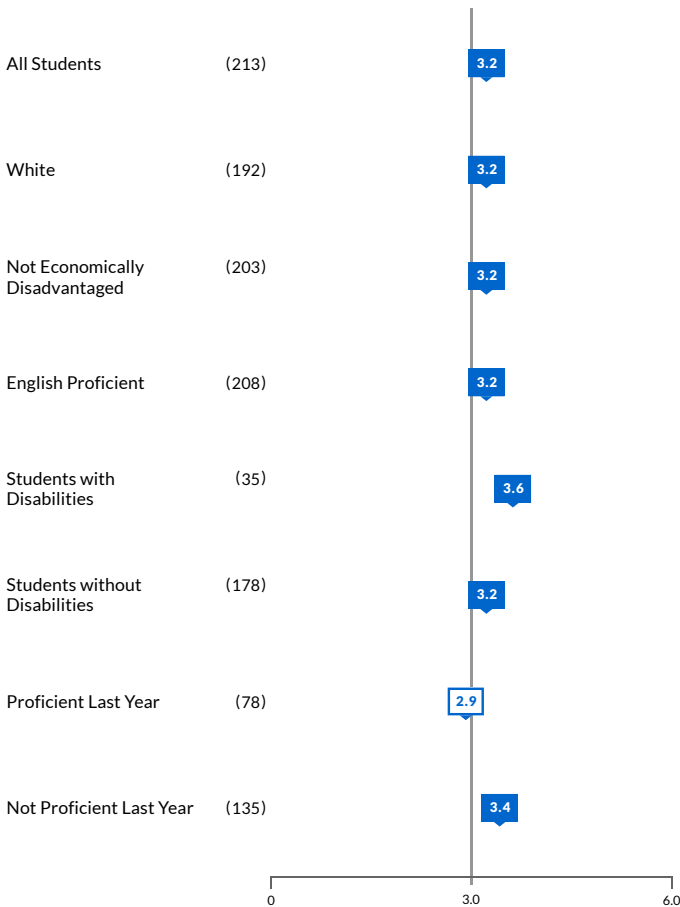 All Students (213) 3.2
White (192) 3.2
Not Economically (203)
Disadvantaged 3.2
English Proficient (208) 3.2
Students with (35)
Disabilities 3.6
Students without (178)
Disabilities 3.2
Proficient Last Year (78) 2.9
Not Proficient Last Year (135) 3.4
0 3.0 6.0